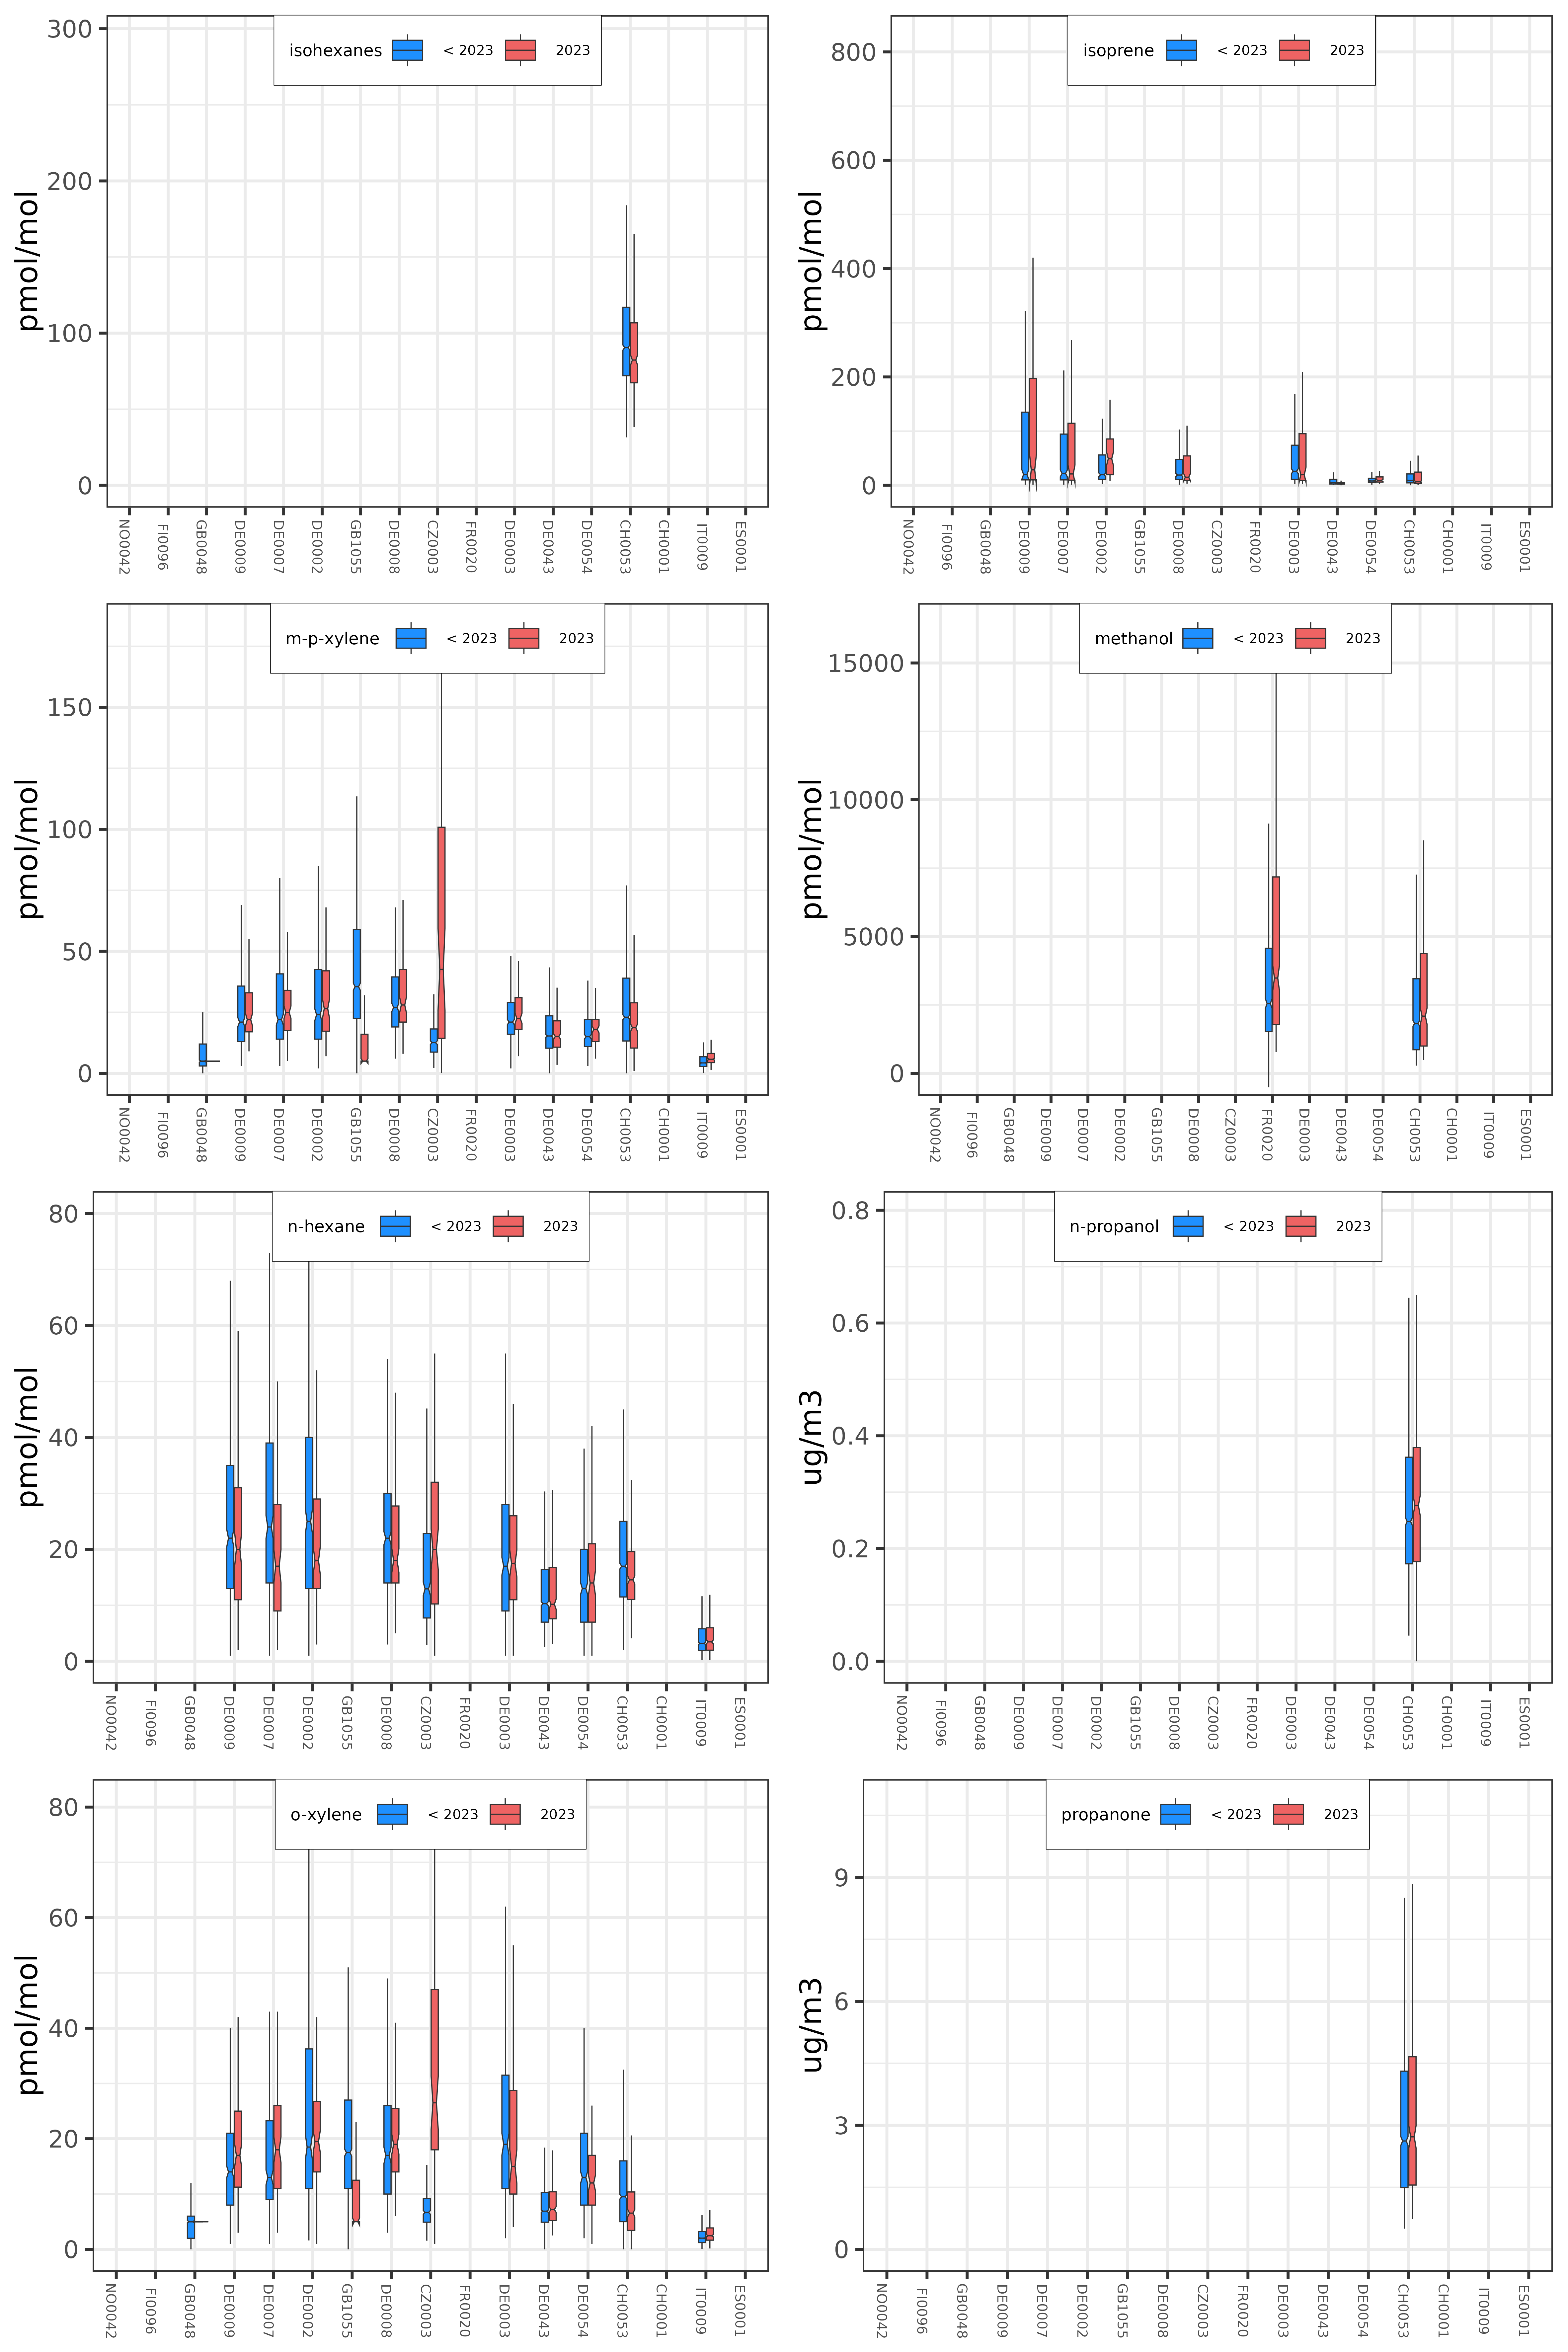 isohexanes < 2023 2023
300
200
100
0
pmol/mol
NO0042 FI0096 GB0048 DE0009 DE0007 DE0002 GB1055 DE0008 CZ0003 FR0020 DE0003 DE0043 DE0054 CH0053 CH0001 IT0009 ES0001
isoprene < 2023 2023
800
600
400
200
0
pmol/mol
NO0042 FI0096 GB0048 DE0009 DE0007 DE0002 GB1055 DE0008 CZ0003 FR0020 DE0003 DE0043 DE0054 CH0053 CH0001 IT0009 ES0001
m-p-xylene < 2023 2023
150
100
50
0
pmol/mol
NO0042 FI0096 GB0048 DE0009 DE0007 DE0002 GB1055 DE0008 CZ0003 FR0020 DE0003 DE0043 DE0054 CH0053 CH0001 IT0009 ES0001
methanol < 2023 2023
15000
10000
5000
0
pmol/mol
NO0042 FI0096 GB0048 DE0009 DE0007 DE0002 GB1055 DE0008 CZ0003 FR0020 DE0003 DE0043 DE0054 CH0053 CH0001 IT0009 ES0001
n-hexane < 2023 2023
80
60
40
20
0
pmol/mol
NO0042 FI0096 GB0048 DE0009 DE0007 DE0002 GB1055 DE0008 CZ0003 FR0020 DE0003 DE0043 DE0054 CH0053 CH0001 IT0009 ES0001
n-propanol < 2023 2023
0.8
0.6
0.4
0.2
0.0
ug/m3
NO0042 FI0096 GB0048 DE0009 DE0007 DE0002 GB1055 DE0008 CZ0003 FR0020 DE0003 DE0043 DE0054 CH0053 CH0001 IT0009 ES0001
o-xylene < 2023 2023
80
60
40
20
0
pmol/mol
NO0042 FI0096 GB0048 DE0009 DE0007 DE0002 GB1055 DE0008 CZ0003 FR0020 DE0003 DE0043 DE0054 CH0053 CH0001 IT0009 ES0001
propanone < 2023 2023
9
6
3
0
ug/m3
NO0042 FI0096 GB0048 DE0009 DE0007 DE0002 GB1055 DE0008 CZ0003 FR0020 DE0003 DE0043 DE0054 CH0053 CH0001 IT0009 ES0001